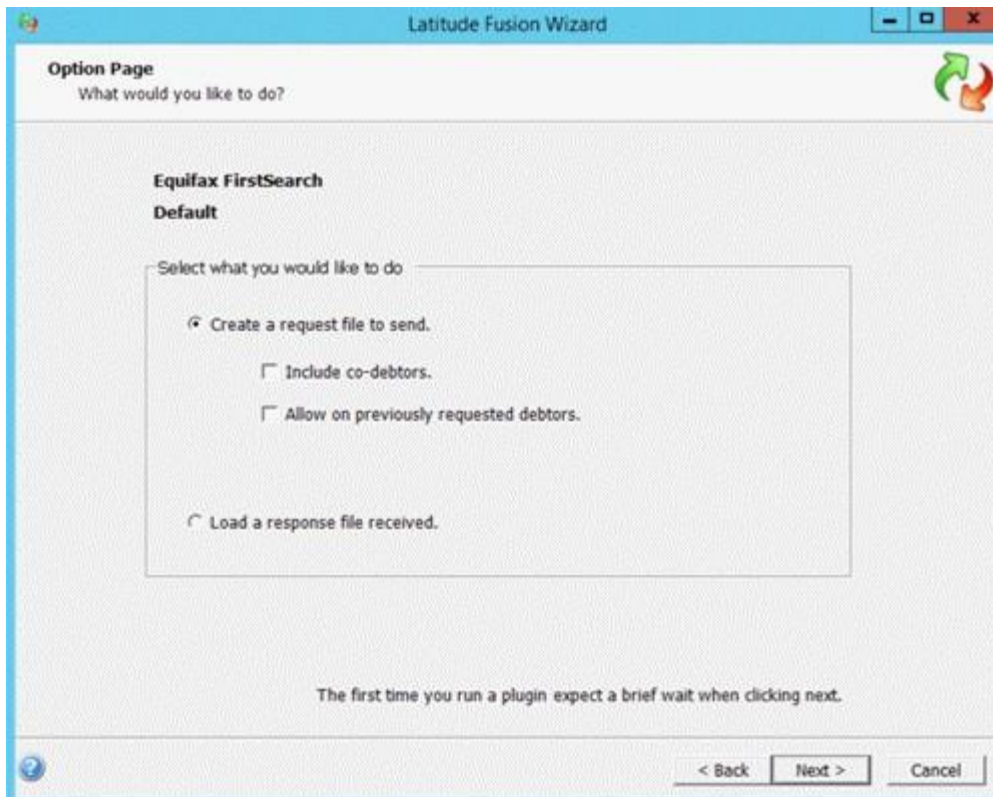 Latitude Fusion Wizard
Option Page
What would you like to do?
Equifax FirstSearch
Default
Select what you would like to do
Create a request file to send.
Include co-debtors.
Allow on previously requested debtors.
Load a response file received.
The first time you run a plugin expect a brief wait when clicking next.
< Back Next > Cancel